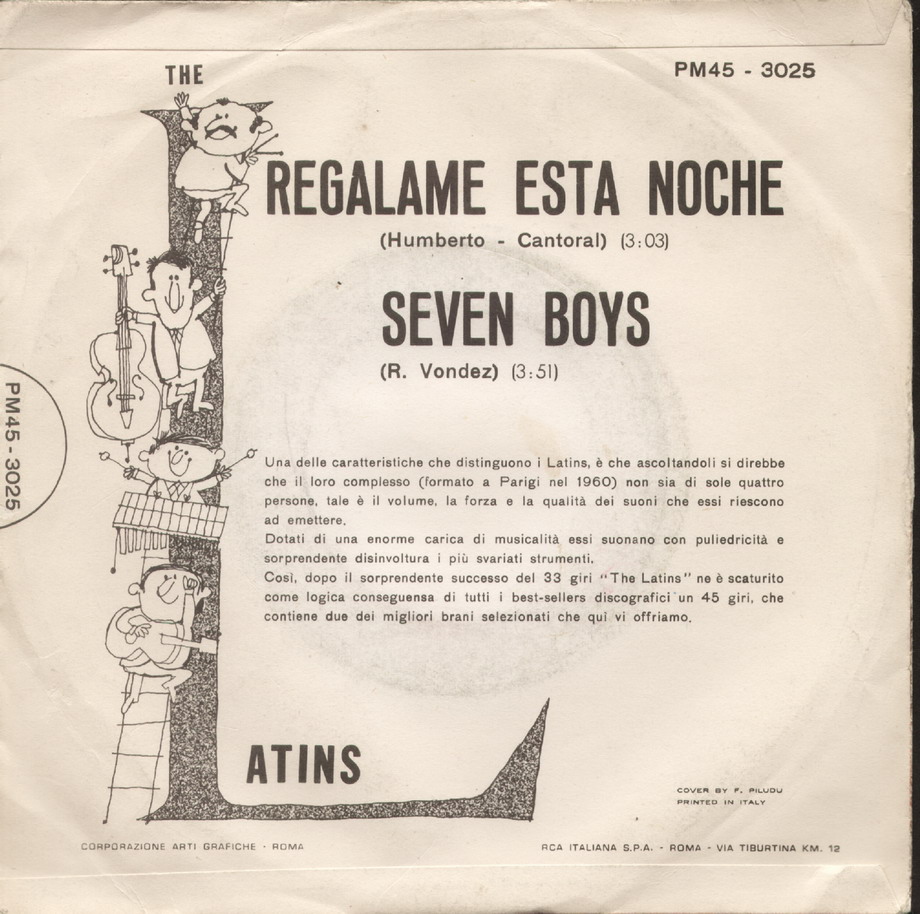 THE
PM45 - 3025
REGALAME ESTA NOCHE
(Humberto - Cantoral) (3:03)
SEVEN BOYS
(R. Vondez) (3:51)
PM45 - 3025
Una delle caratteristiche che distinguono i Latins, è che ascoltandoli si direbbe
che il loro complesso (formato a Parigi nel 1960) non sia di sole quattro
persone, tale è il volume, la forza e la qualità dei suoni che essi riescono
ad emettere.
Dotati di una enorme carica di musicalità essi suonano con puliedricità e
sorprendente disinvoltura i più svariati strumenti.
Così, dopo il sorprendente successo del 33 giri "The Latins" ne è scaturito
come logica conseguensa di tutti i best-sellers discografici un 45 giri, che
contiene due dei migliori brani selezionati che quì vi offriamo.
LATINS
COVER BY F. PILUDU
PRINTED IN ITALY
CORPORAZIONE ARTI GRAFICHE - ROMA
RCA ITALIANA S.P.A. - ROMA - VIA TIBURTINA KM. 12